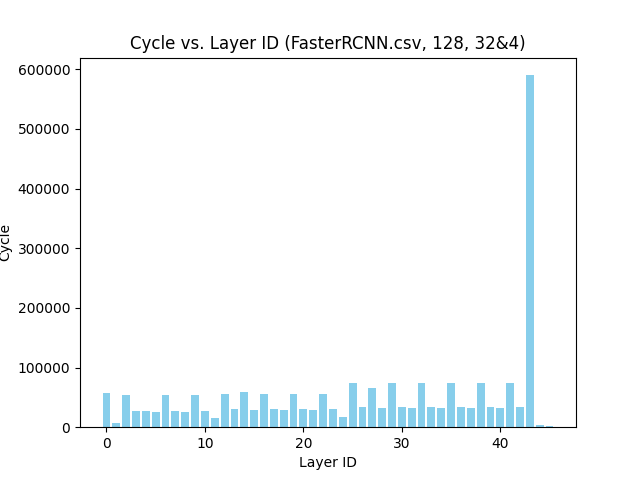 Cycle vs. Layer ID (FasterRCNN.csv, 128, 32&4)
600000
500000
400000
300000
200000
100000
0
Cycle
0 10 20 30 40
Layer ID